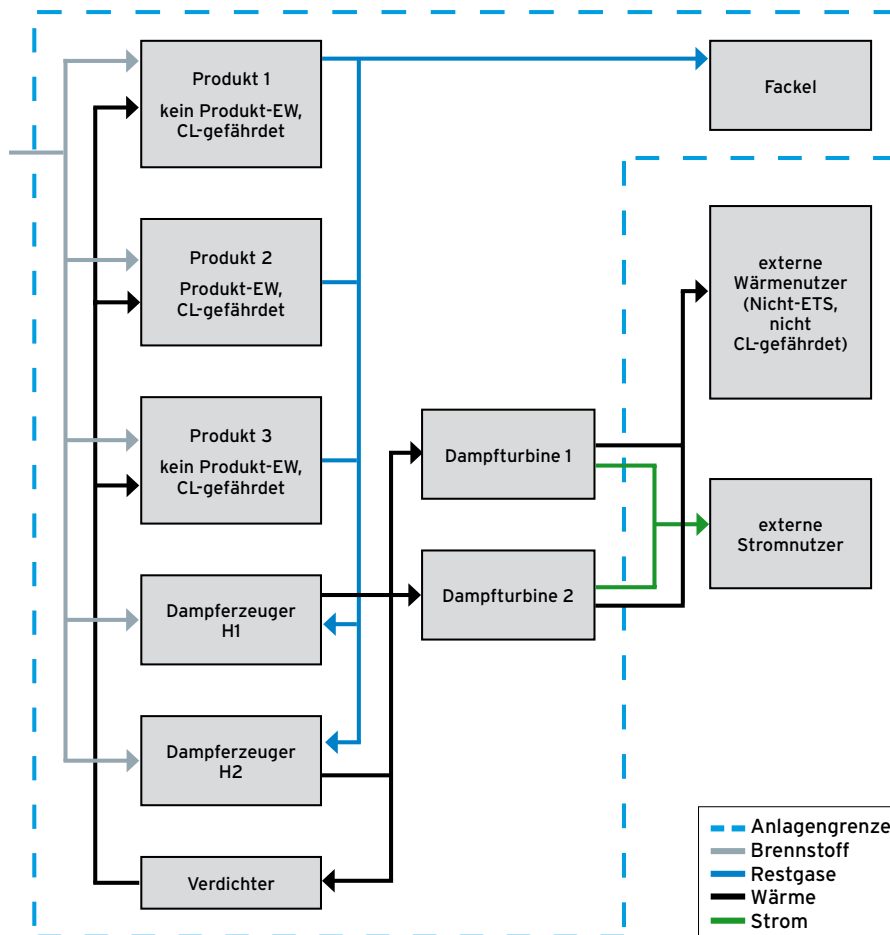 Produkt 1
kein Produkt-EW,
CL-gefährdet
Fackel
Produkt 2
Produkt-EW,
CL-gefährdet
externe
Wärmenutzer
(Nicht-ETS,
nicht
CL-gefährdet)
Produkt 3
kein Produkt-EW,
CL-gefährdet
Dampfturbine 1
externe
Stromnutzer
Dampferzeuger
H1
Dampfturbine 2
Dampferzeuger
H2
Verdichter
Anlagengrenze
Brennstoff
Restgase
Wärme
Strom